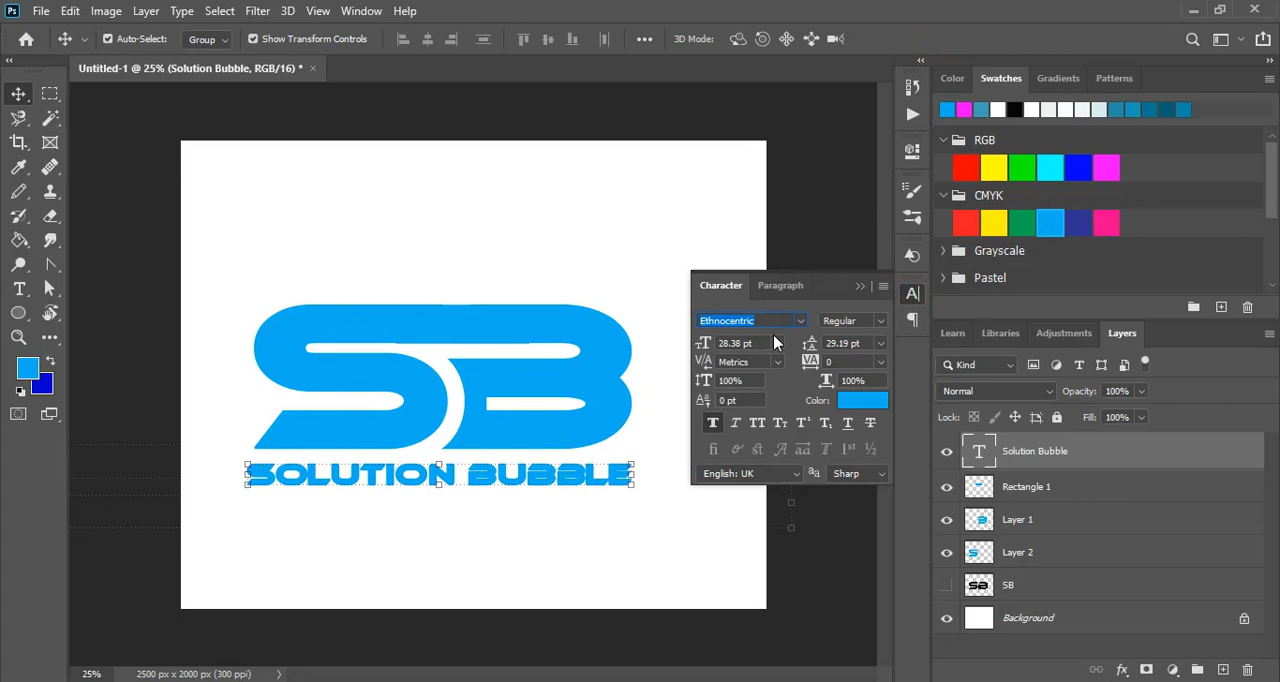 Ps File Edit Image Layer Type Select Filter 3D View Window Help
Auto-Select: Group Show Transform Controls 3D Mode:
Untitled-1 @ 25% (Solution Bubble, RGB/16) *
Color Swatches Gradients Patterns
RGB
CMYK
Grayscale
Pastel
Character Paragraph
Ethnocentric Regular
28.38 pt 29.19 pt
Metrics 0
100% 100%
0 pt Color:
English: UK Sharp
SB
SOLUTION BUBBLE
Learn Libraries Adjustments Layers
Kind
Normal Opacity: 100%
Lock: Fill: 100%
Solution Bubble
Rectangle 1
Layer 1
Layer 2
SB
Background
25% 2500 px x 2000 px (300 ppi)